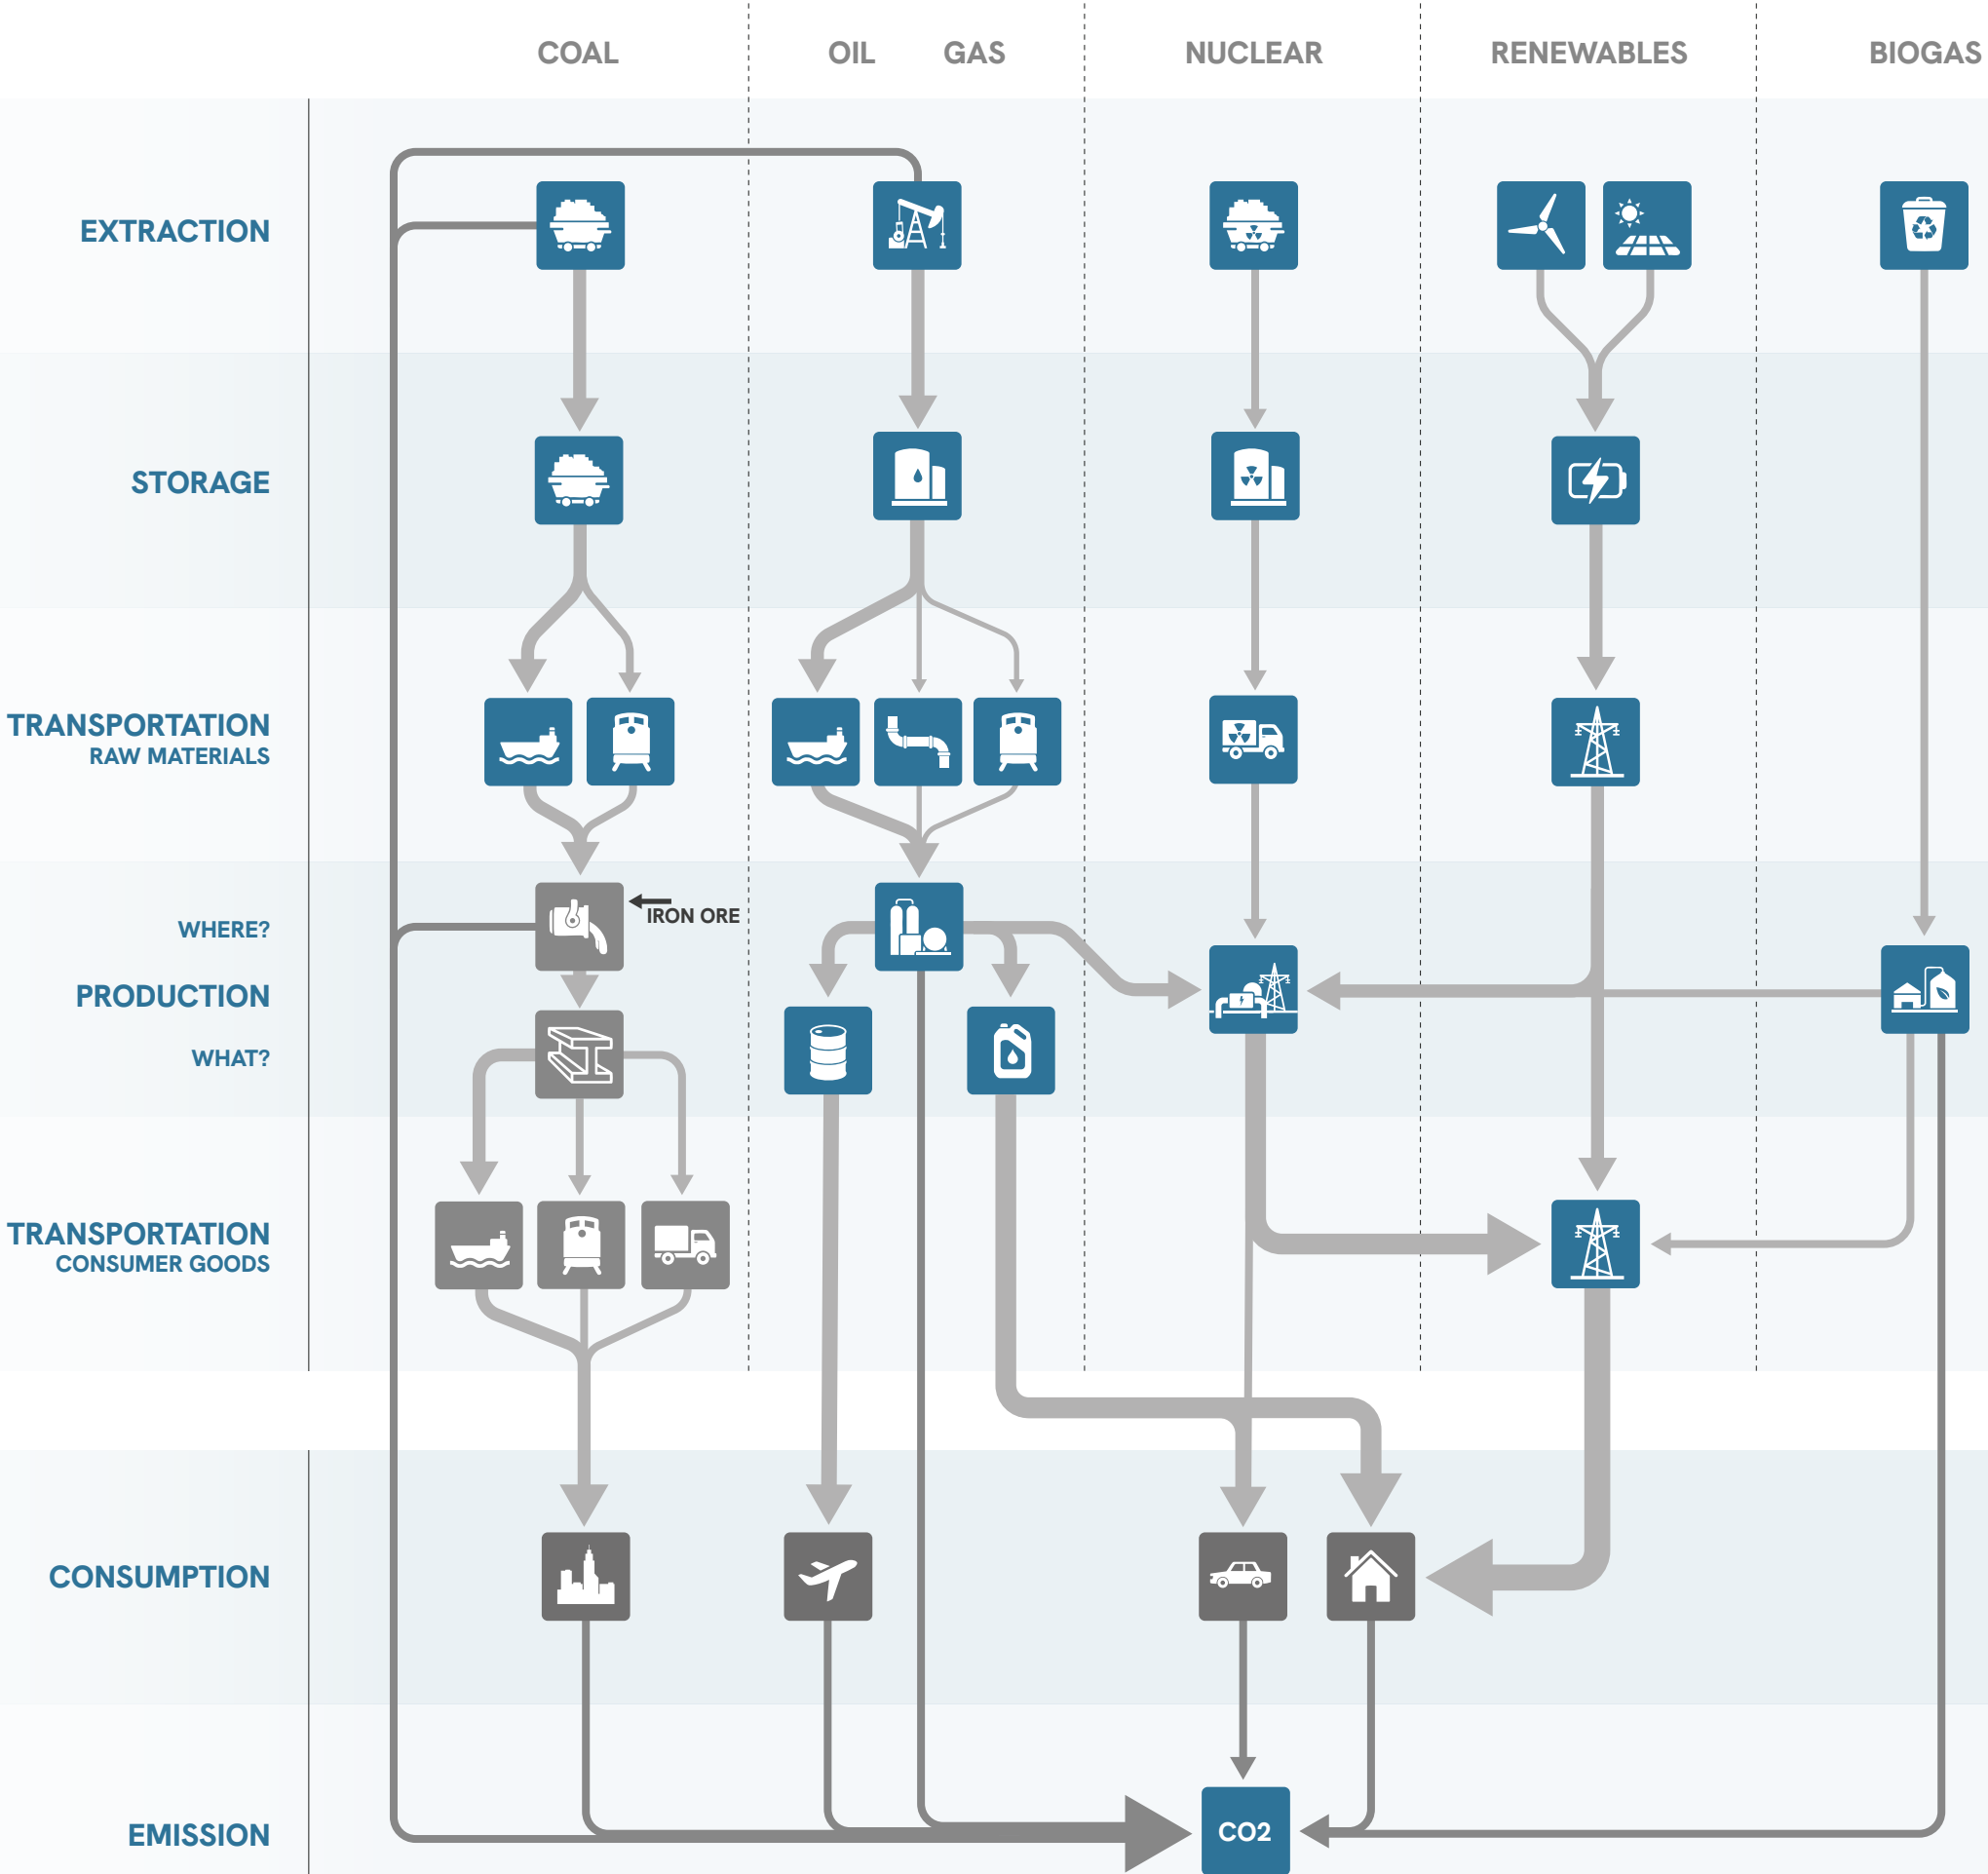 COAL
OIL GAS
NUCLEAR
RENEWABLES
BIOGAS
EXTRACTION
STORAGE
TRANSPORTATION
RAW MATERIALS
WHERE?
IRON ORE
PRODUCTION
WHAT?
TRANSPORTATION
CONSUMER GOODS
CONSUMPTION
EMISSION
CO2